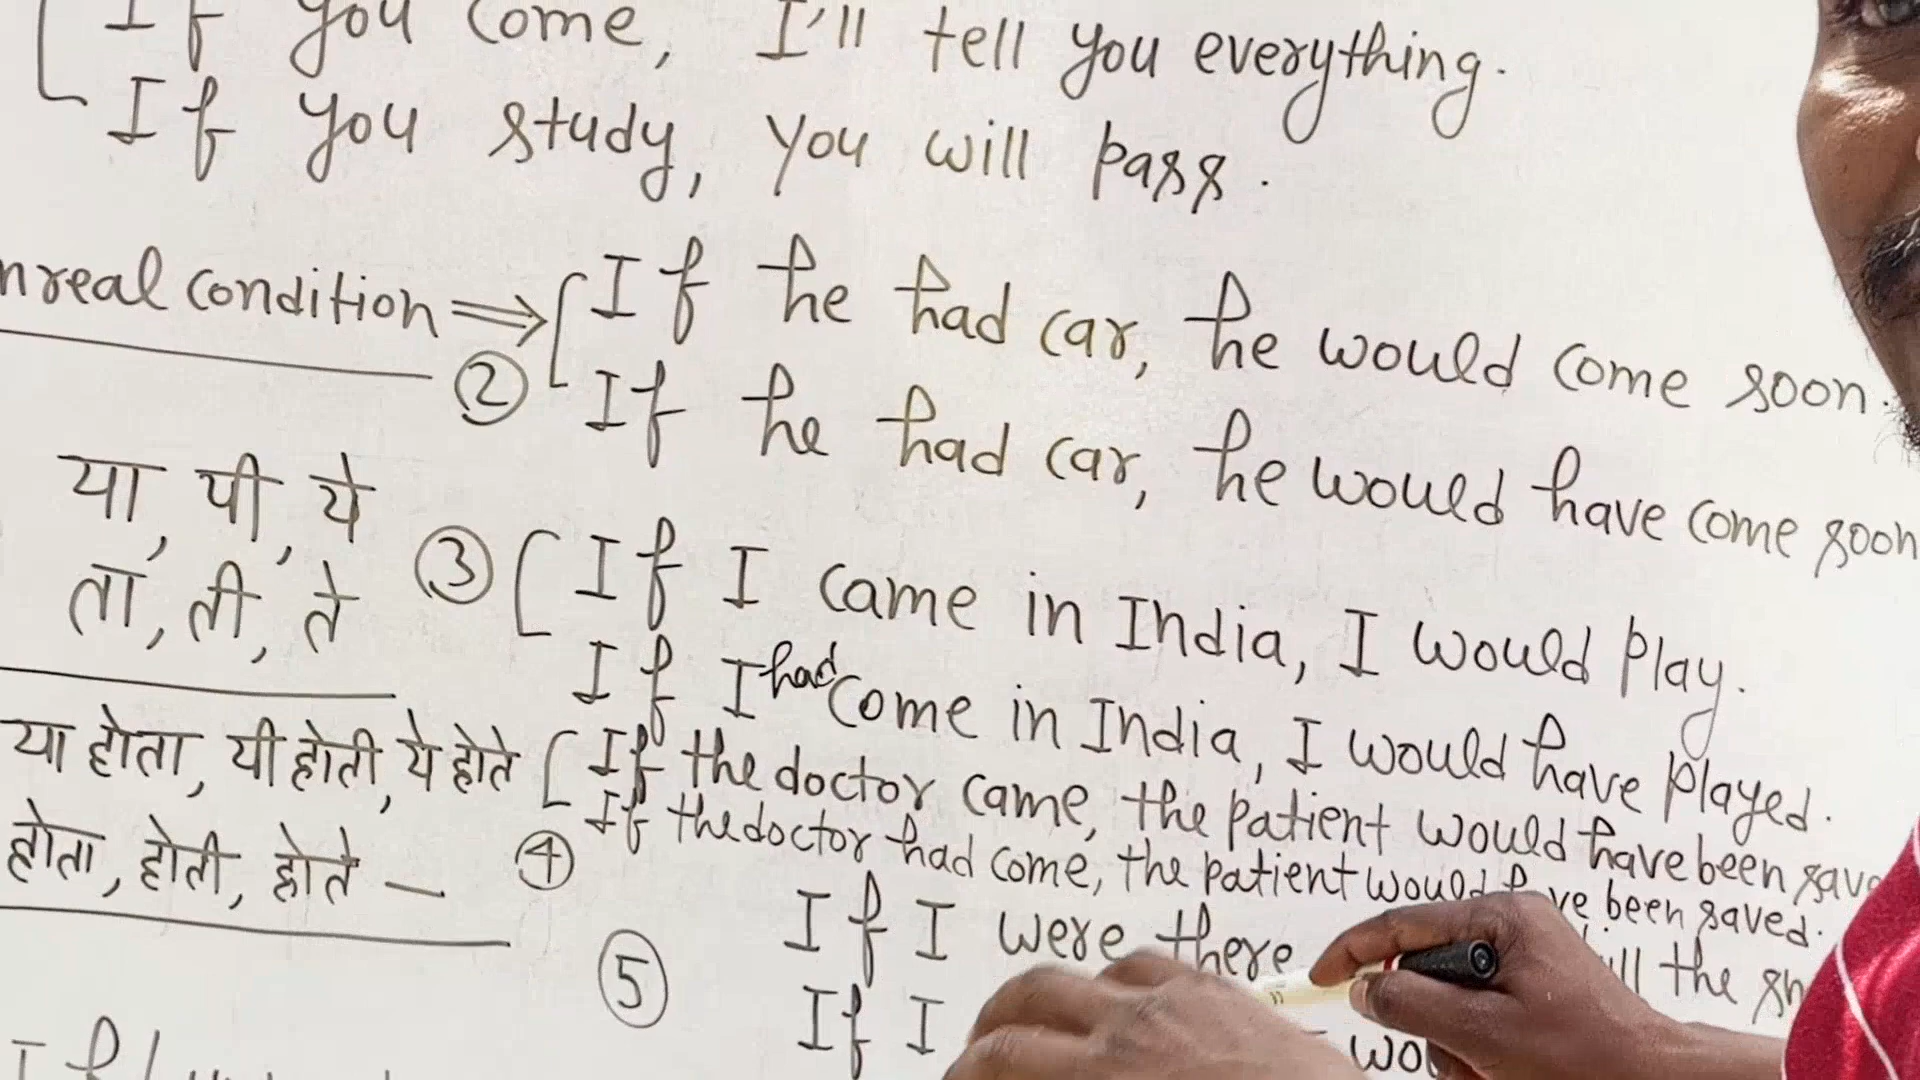 If you come, I'll tell you everything.
If you study, you will pass.
nreal condition ⇒ If he had car, he would come soon.
② If he had car, he would have come soon
या, यी, ये
ता, ती, ते
③ If I came in India, I would play.
If I had come in India, I would have played.
या होता, यी होती, ये होते
होता, होती, होते —
If the doctor came, the patient would have been save
④ If the doctor had come, the patient would have been saved.
⑤ If I were there the
If I